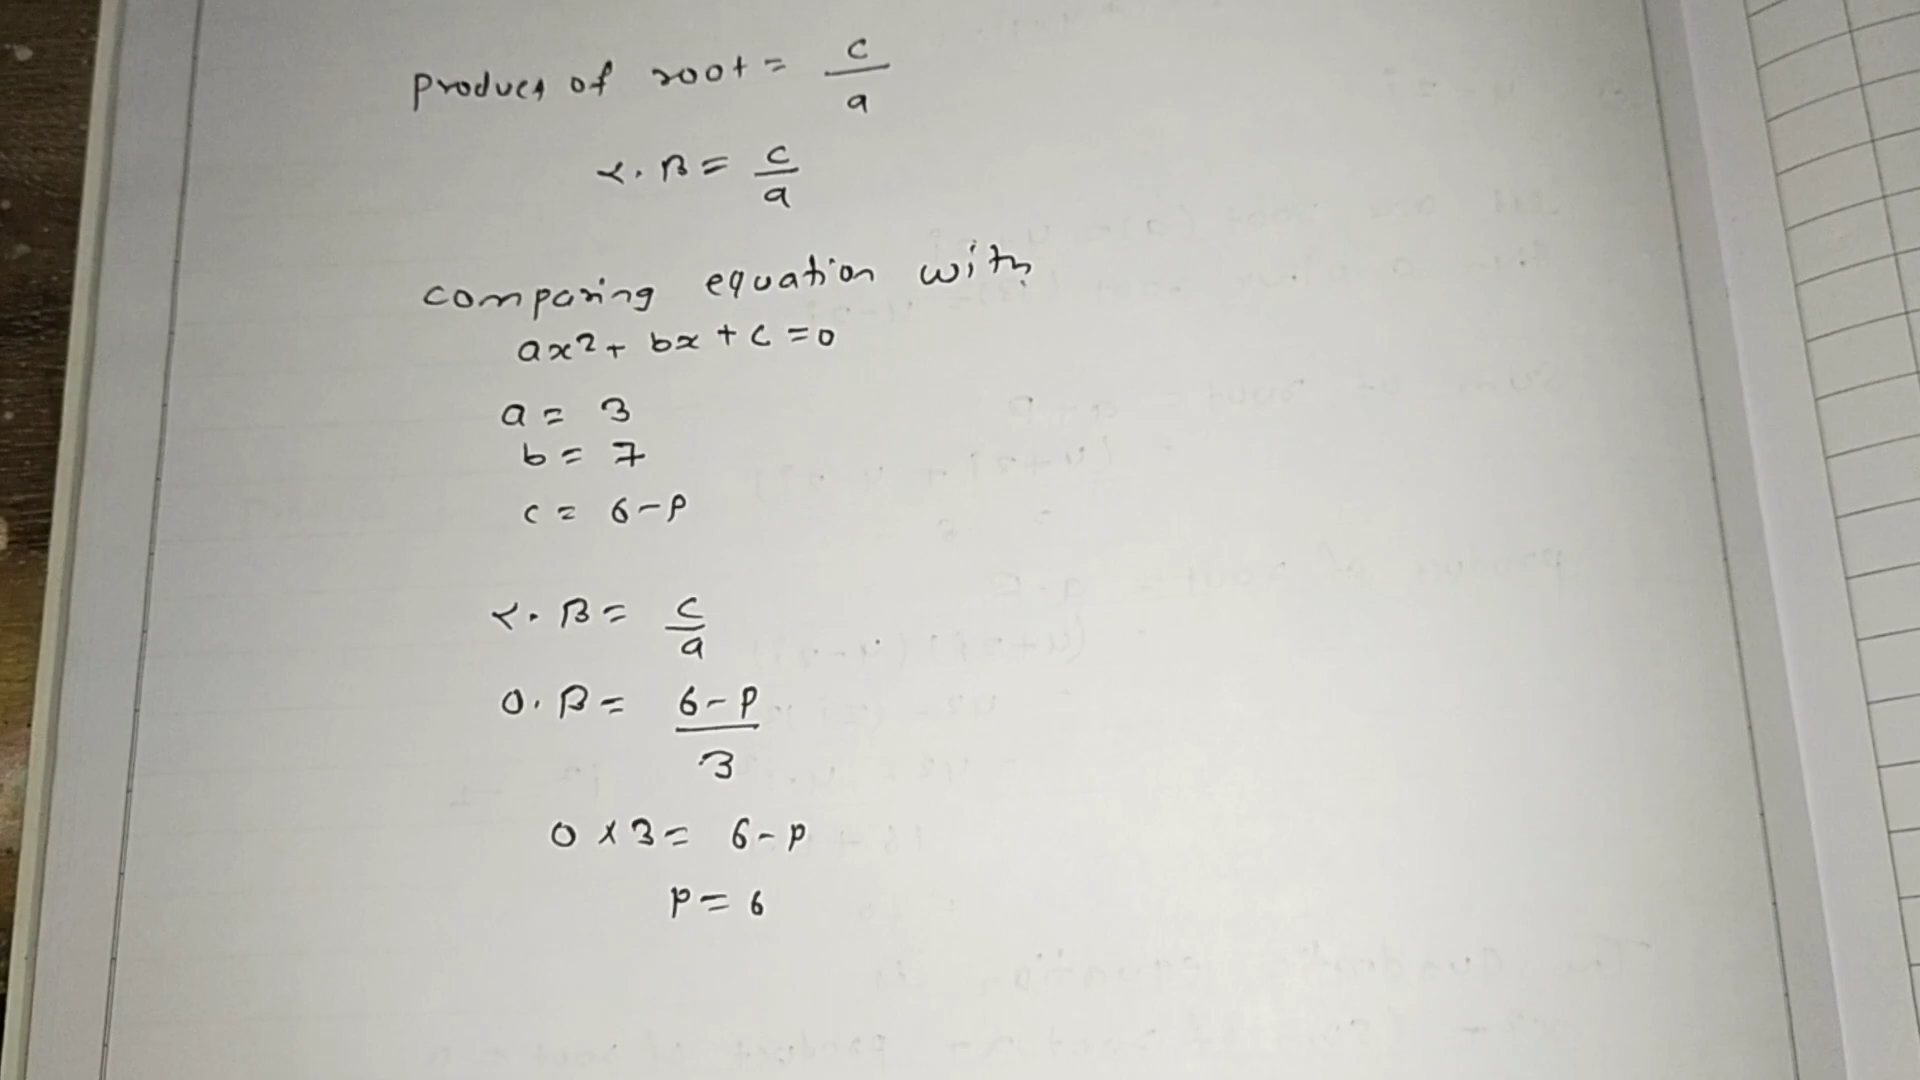 product of root = c/a
α . β = c/a
comparing equation with
ax² + bx + c = 0
a = 3
b = 7
c = 6-p
α . β = c/a
0 . β = 6-p/3
0 × 3 = 6-p
p = 6